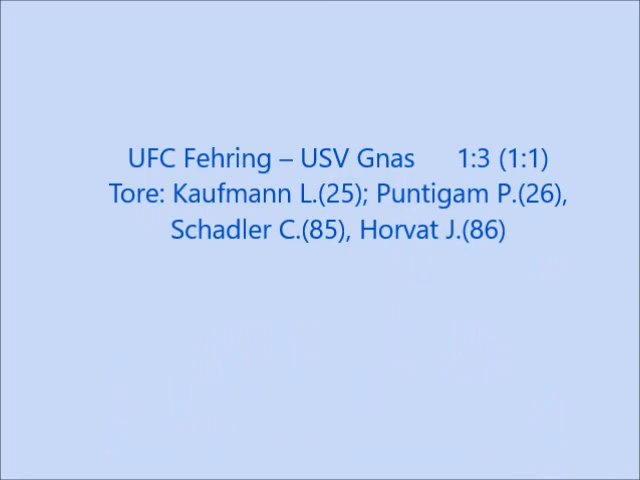 UFC Fehring – USV Gnas 1:3 (1:1)
Tore: Kaufmann L.(25); Puntigam P.(26),
Schadler C.(85), Horvat J.(86)